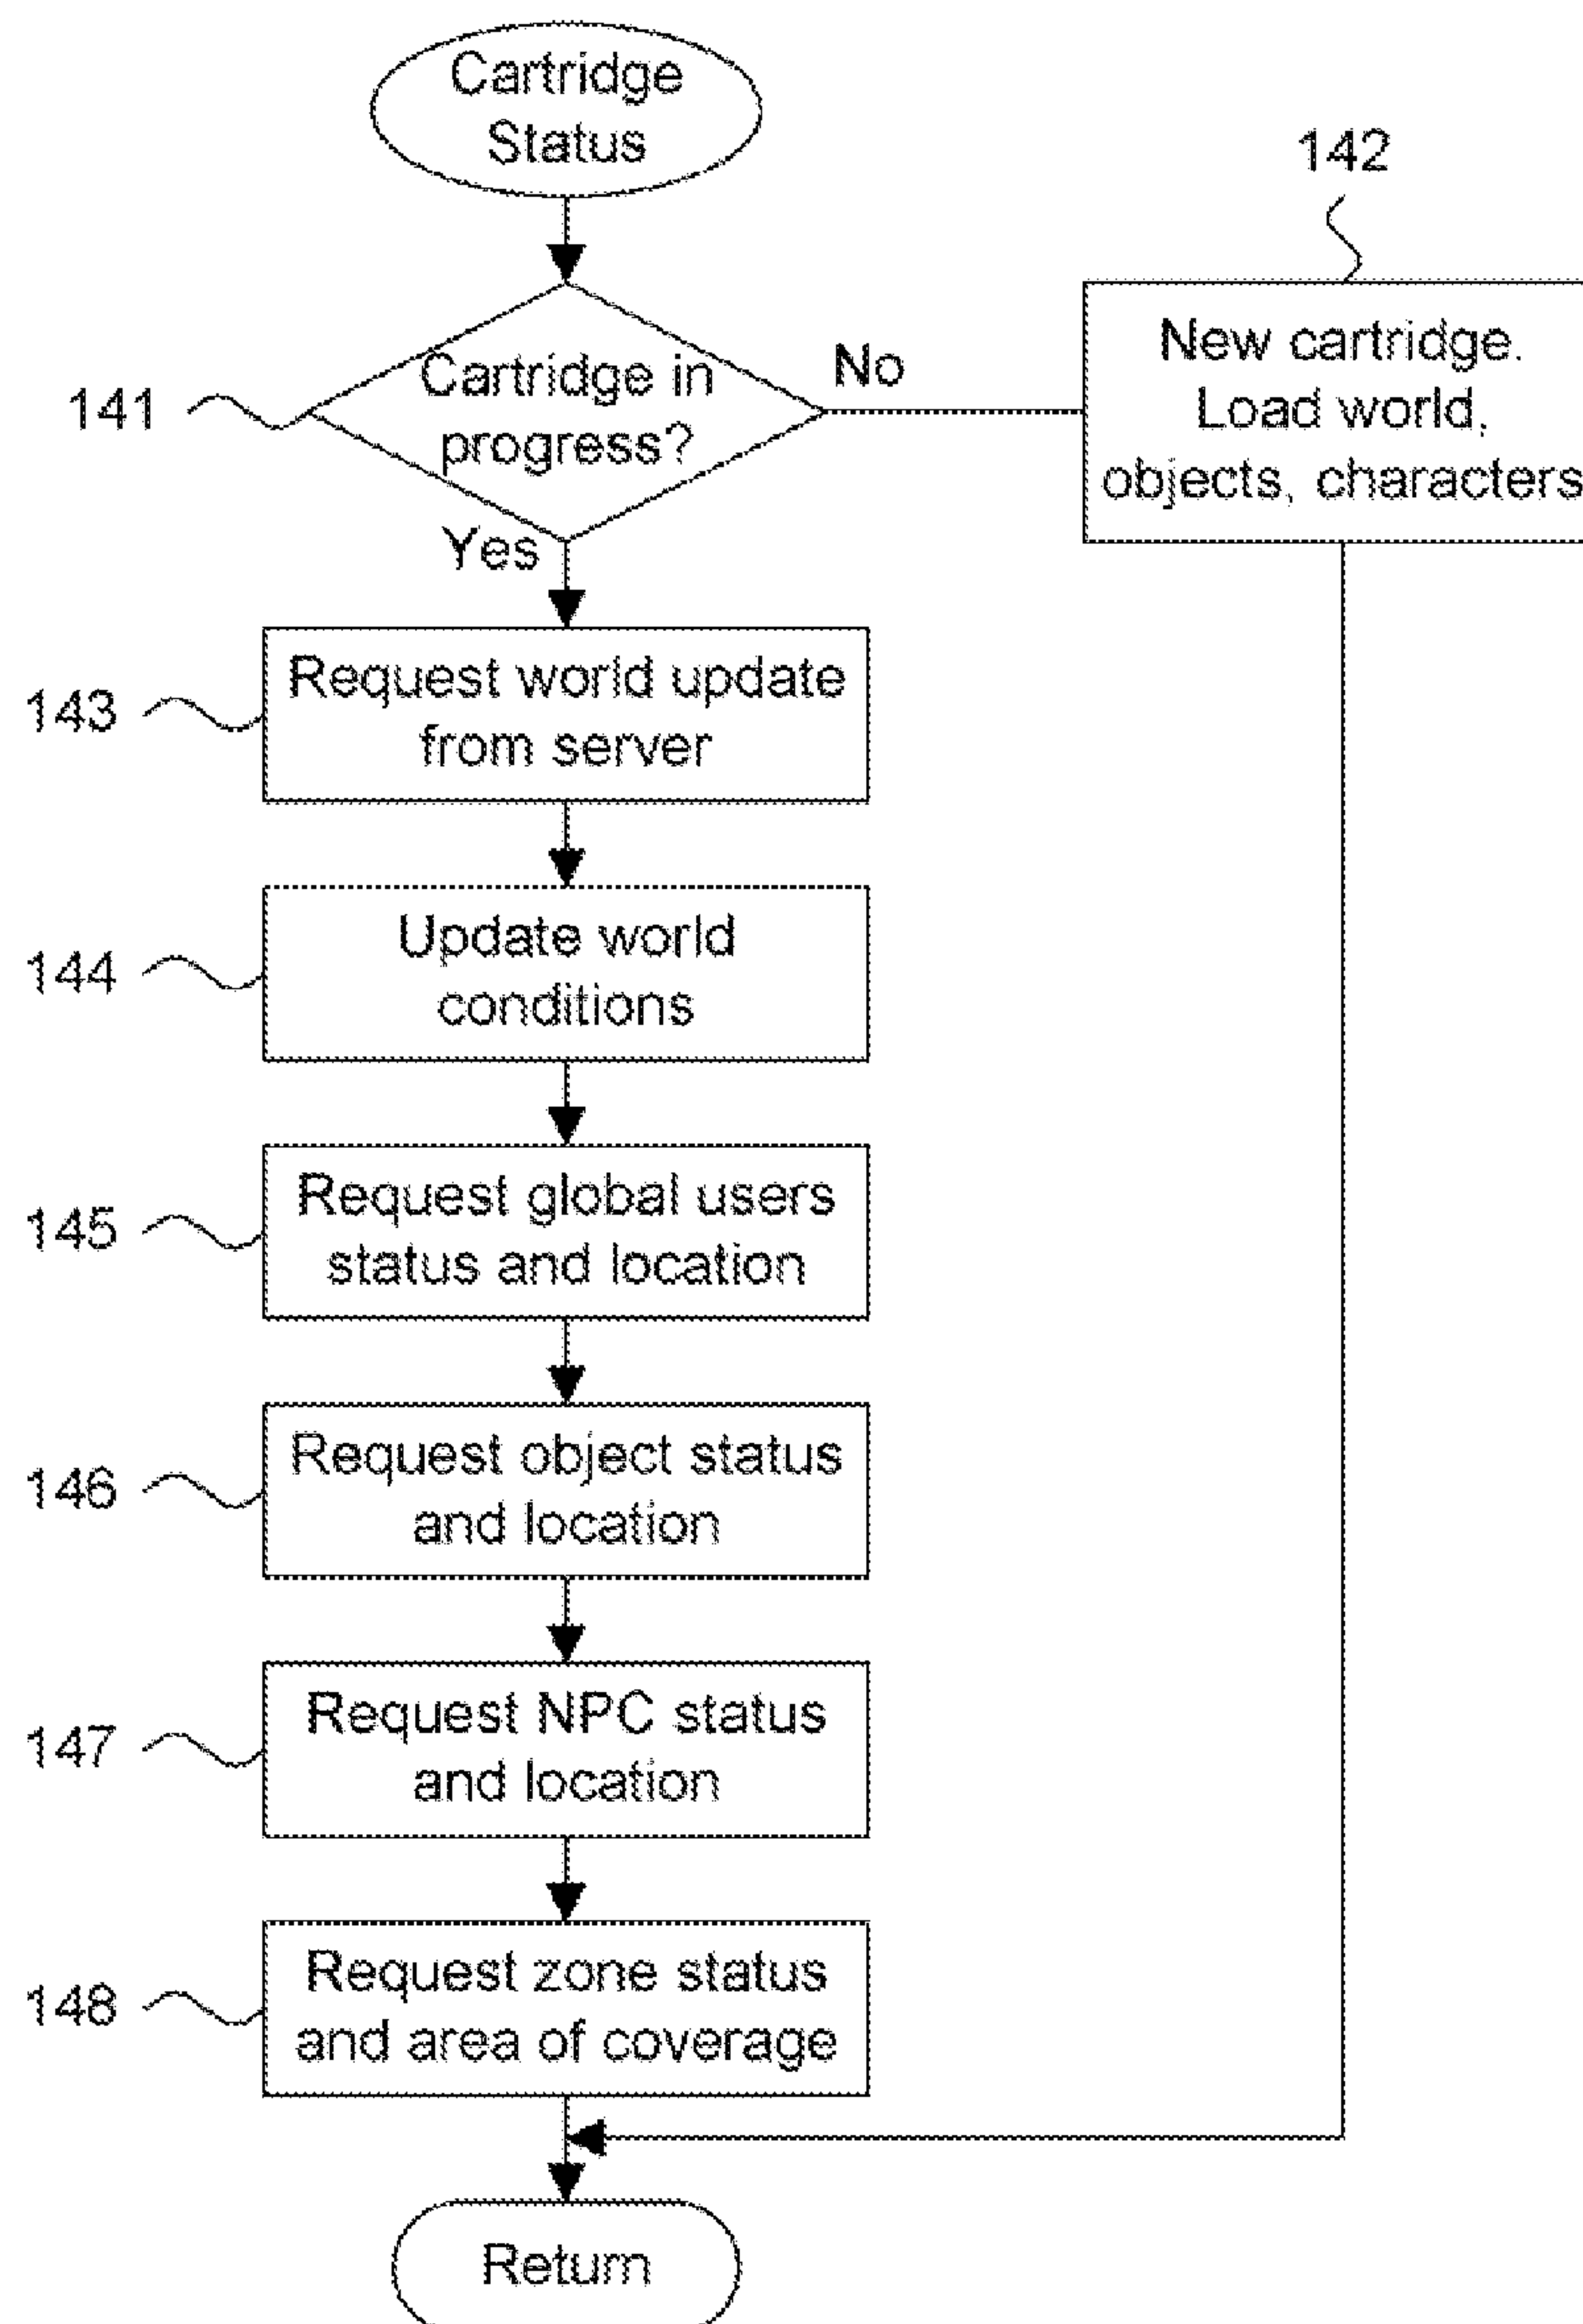 Cartridge
Status
142
New cartridge.
Load world,
objects, characters
141
Cartridge in
progress?
No
Yes
143
Request world update
from server
144
Update world
conditions
145
Request global users
status and location
146
Request object status
and location
147
Request NPC status
and location
148
Request zone status
and area of coverage
Return